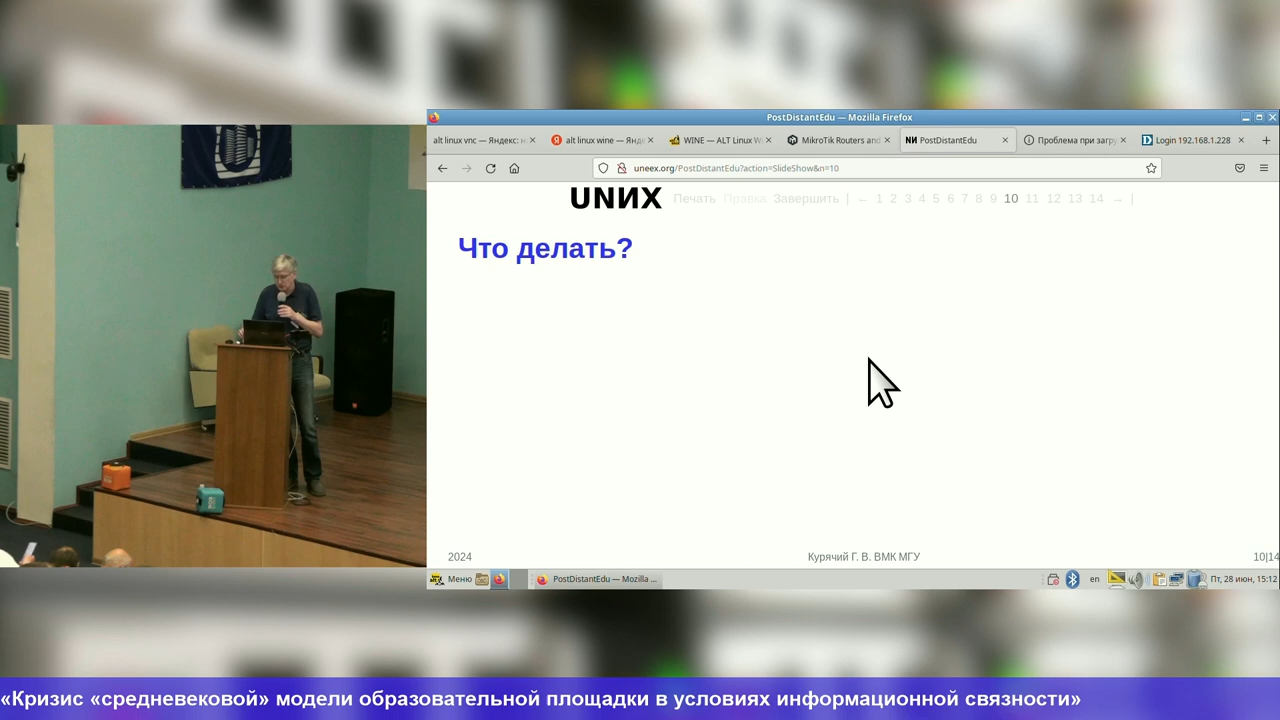 PostDistantEdu — Mozilla Firefox
alt linux vnc — Яндекс: н
alt linux wine — Янде
WINE — ALT Linux W
MikroTik Routers and
PostDistantEdu
Проблема при загру
Login 192.168.1.228
uneex.org/PostDistantEdu?action=SlideShow&n=10
UNИX Печать Правка Завершить | ← 1 2 3 4 5 6 7 8 9 10 11 12 13 14 → |
Что делать?
2024 Курячий Г. В. ВМК МГУ 10|14
Меню PostDistantEdu — Mozilla ... en Пт, 28 июн, 15:12
«Кризис «средневековой» модели образовательной площадки в условиях информационной связности»